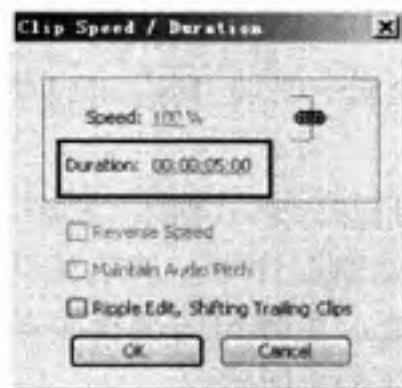 Clip Speed / Duration
Speed: 100 %
Duration: 00:00:05:00
Reverse Speed
Maintain Audio Pitch
Ripple Edit, Shifting Trailing Clips
OK
Cancel